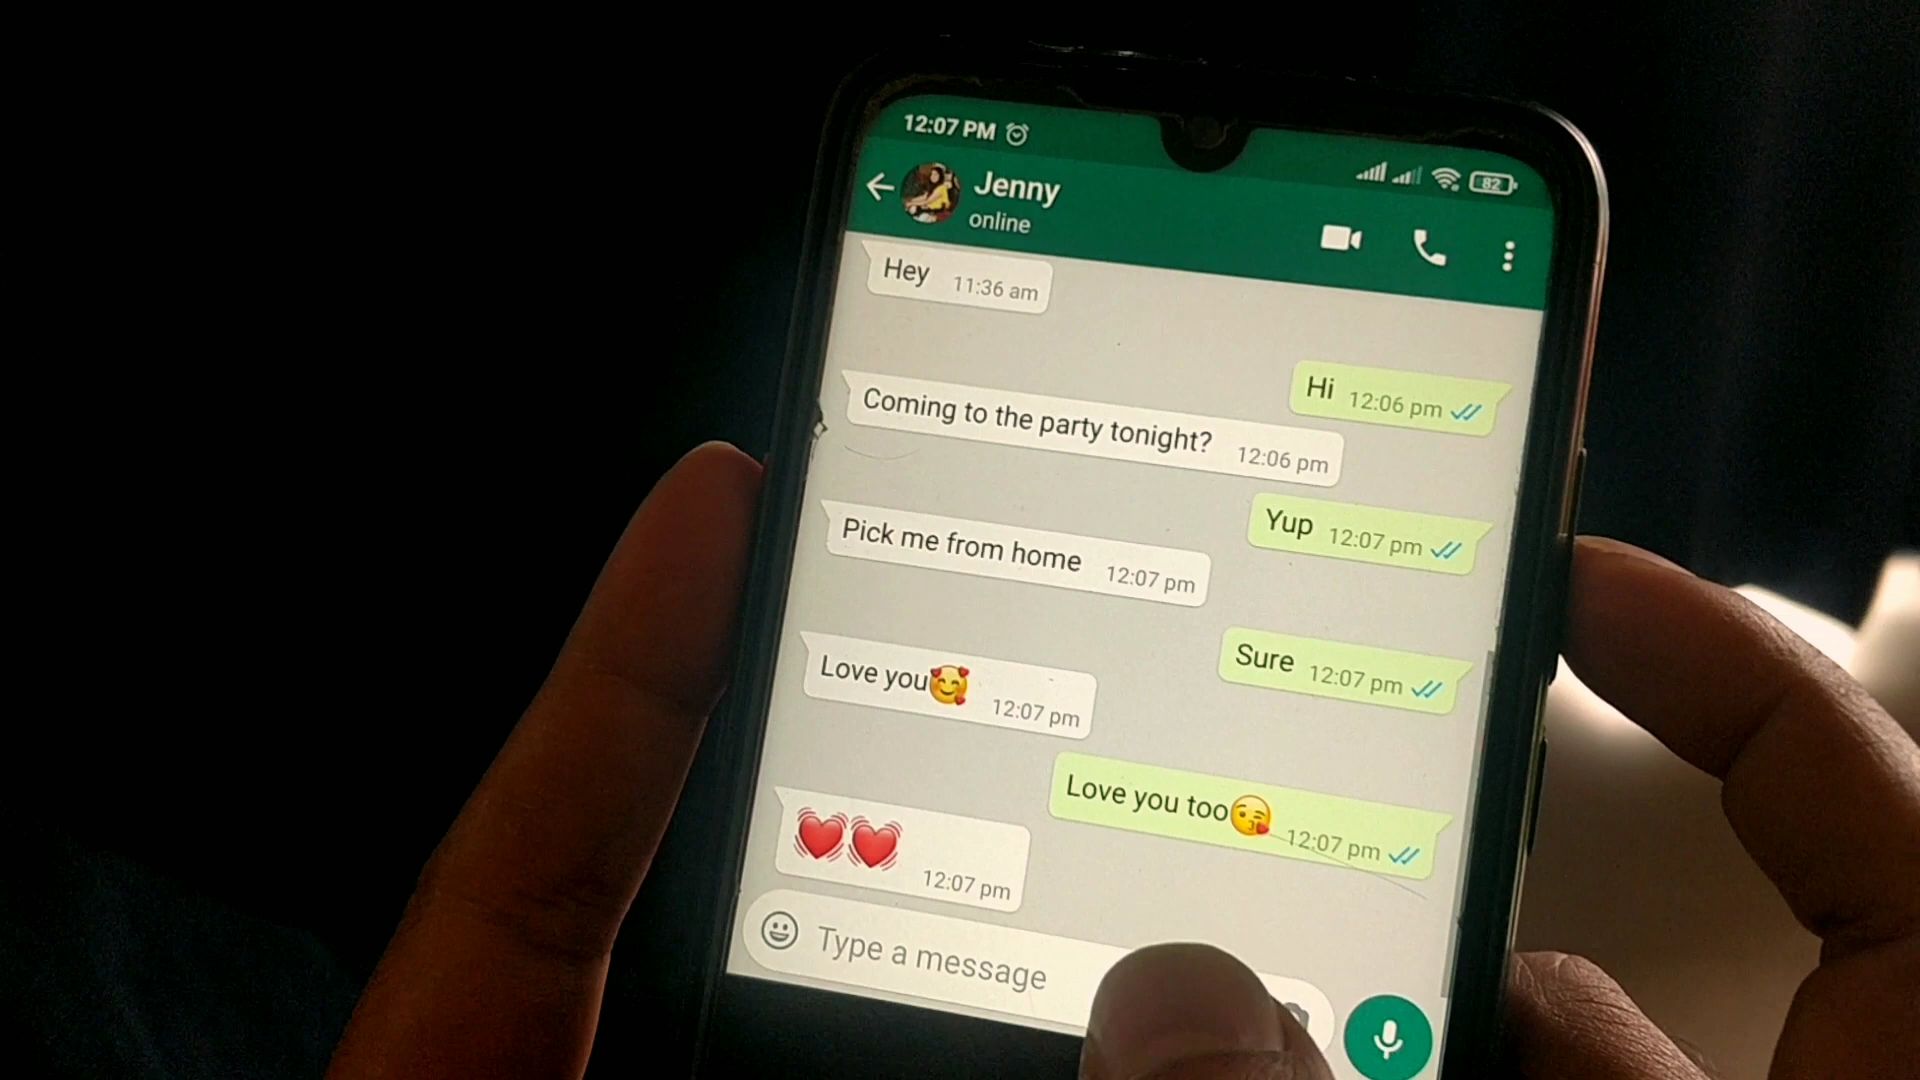 12:07 PM
82
Jenny
online
Hey 11:36 am
Hi 12:06 pm
Coming to the party tonight? 12:06 pm
Yup 12:07 pm
Pick me from home 12:07 pm
Sure 12:07 pm
Love you🥰 12:07 pm
Love you too😘 12:07 pm
💓💓 12:07 pm
Type a message